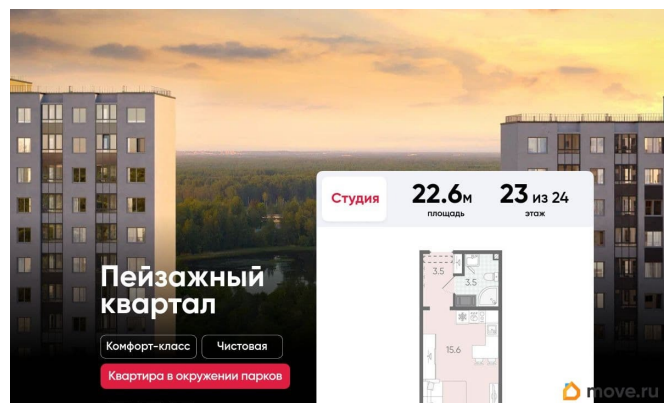 Студия
22.6м
площадь
23 из 24
этаж
Пейзажный
квартал
Комфорт-класс
Чистовая
Квартира в окружении парков
3.5
3.5
15.6
move.ru